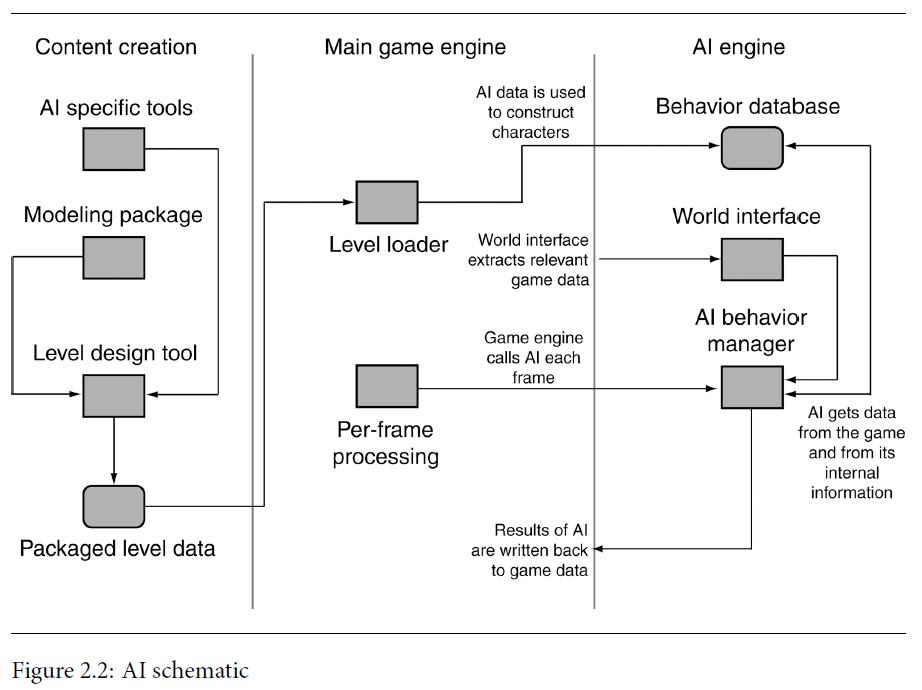 Content creation
Main game engine
AI engine
AI specific tools
Modeling package
Level design tool
Packaged level data
AI data is used
to construct
characters
Level loader
World interface
extracts relevant
game data
Game engine
calls AI each
frame
Per-frame
processing
Results of AI
are written back
to game data
Behavior database
World interface
AI behavior
manager
AI gets data
from the game
and from its
internal
information
Figure 2.2: AI schematic